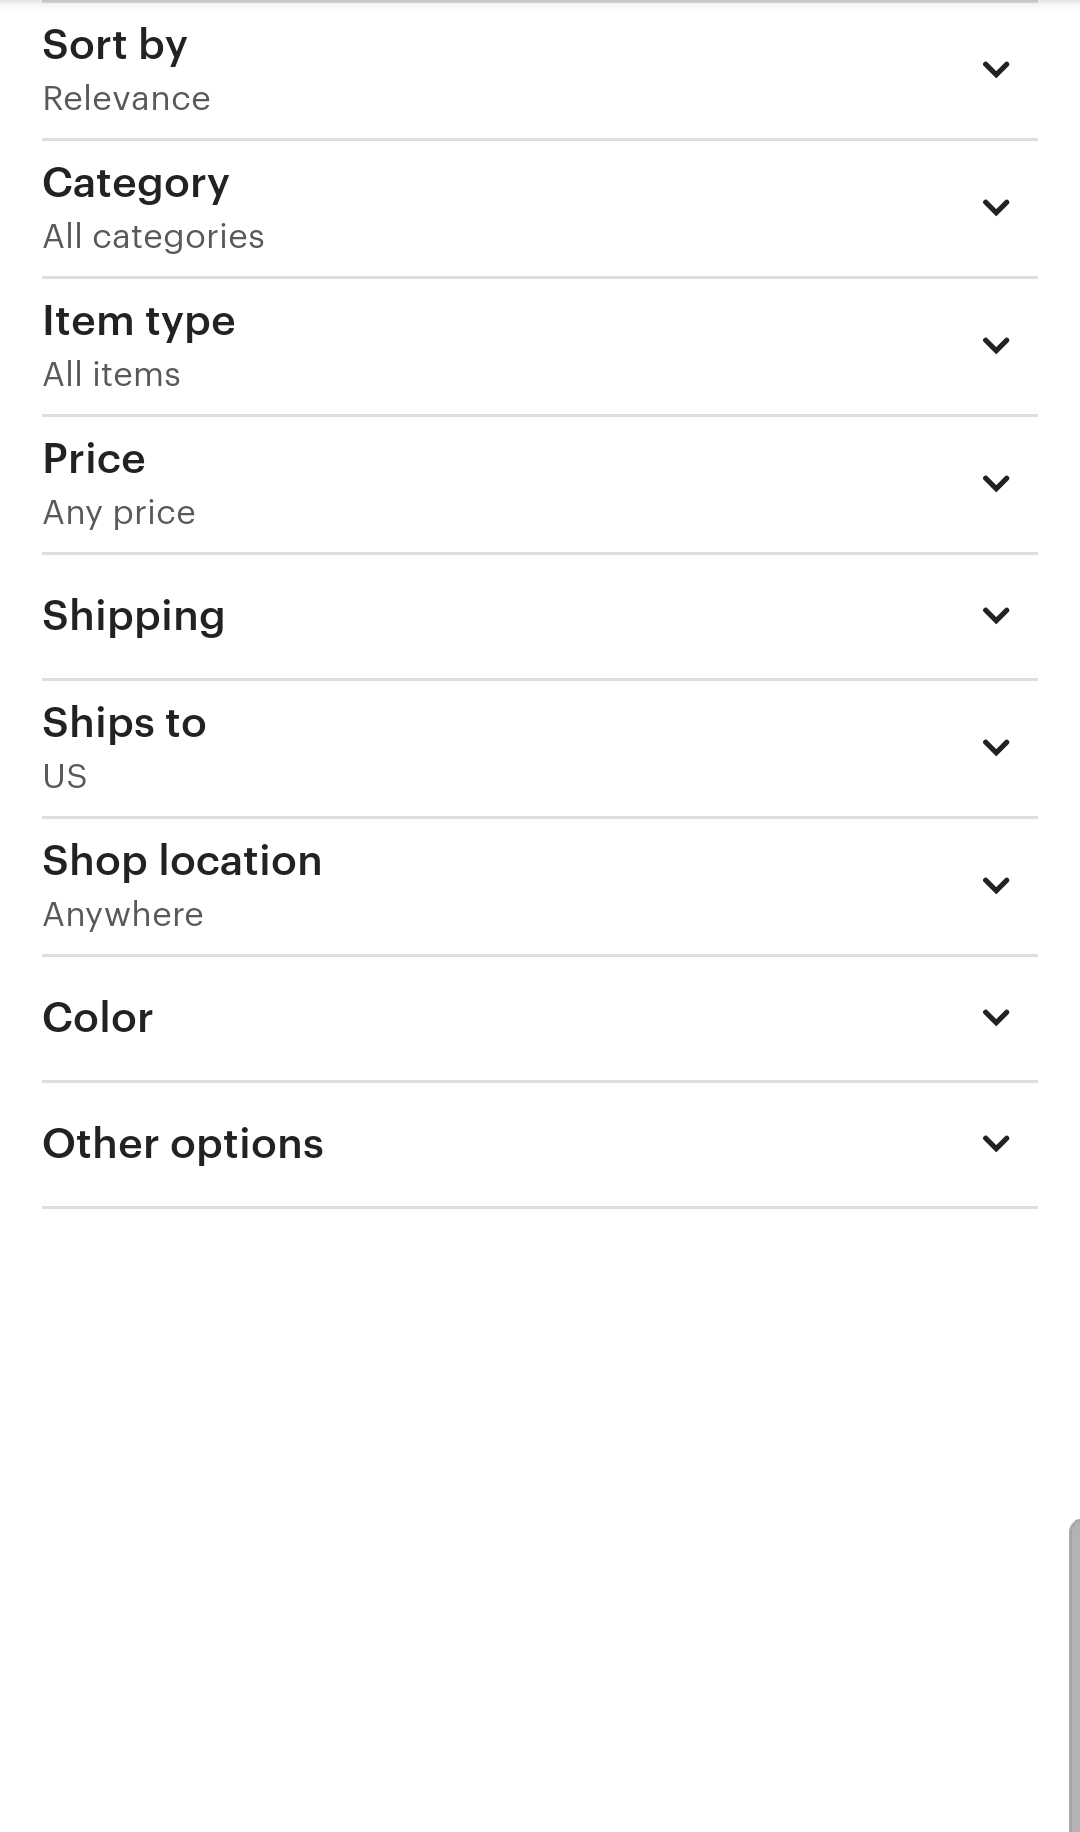 Sort by
Relevance
Category
All categories
Item type
All items
Price
Any price
Shipping
Ships to
US
Shop location
Anywhere
Color
Other options